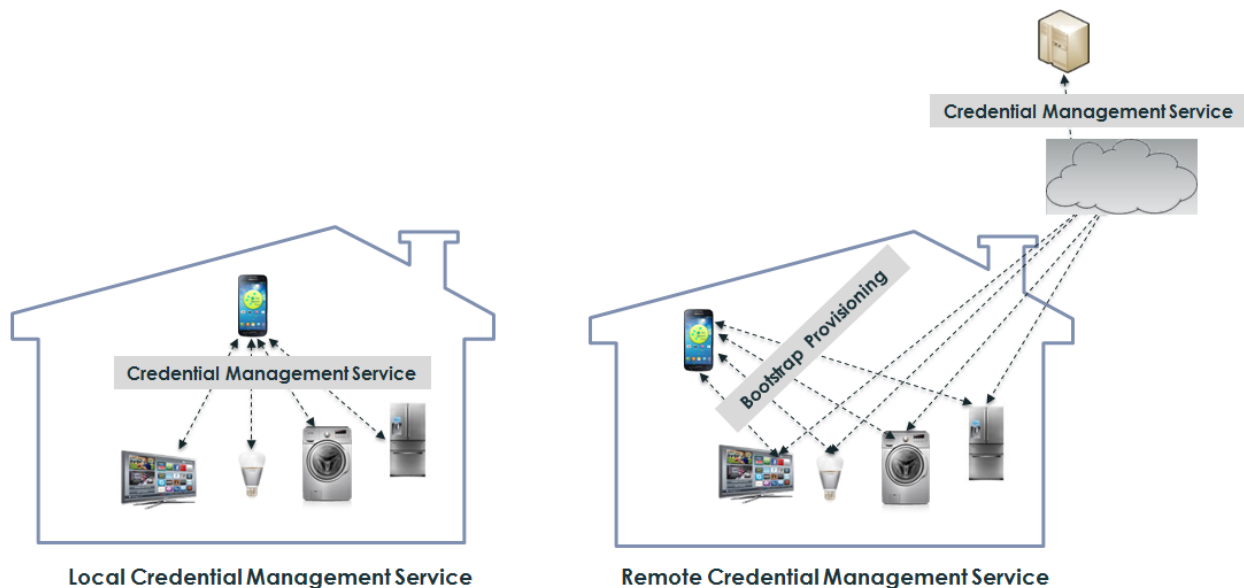 Credential Management Service
Credential Management Service
Bootstrap Provisioning
Local Credential Management Service
Remote Credential Management Service